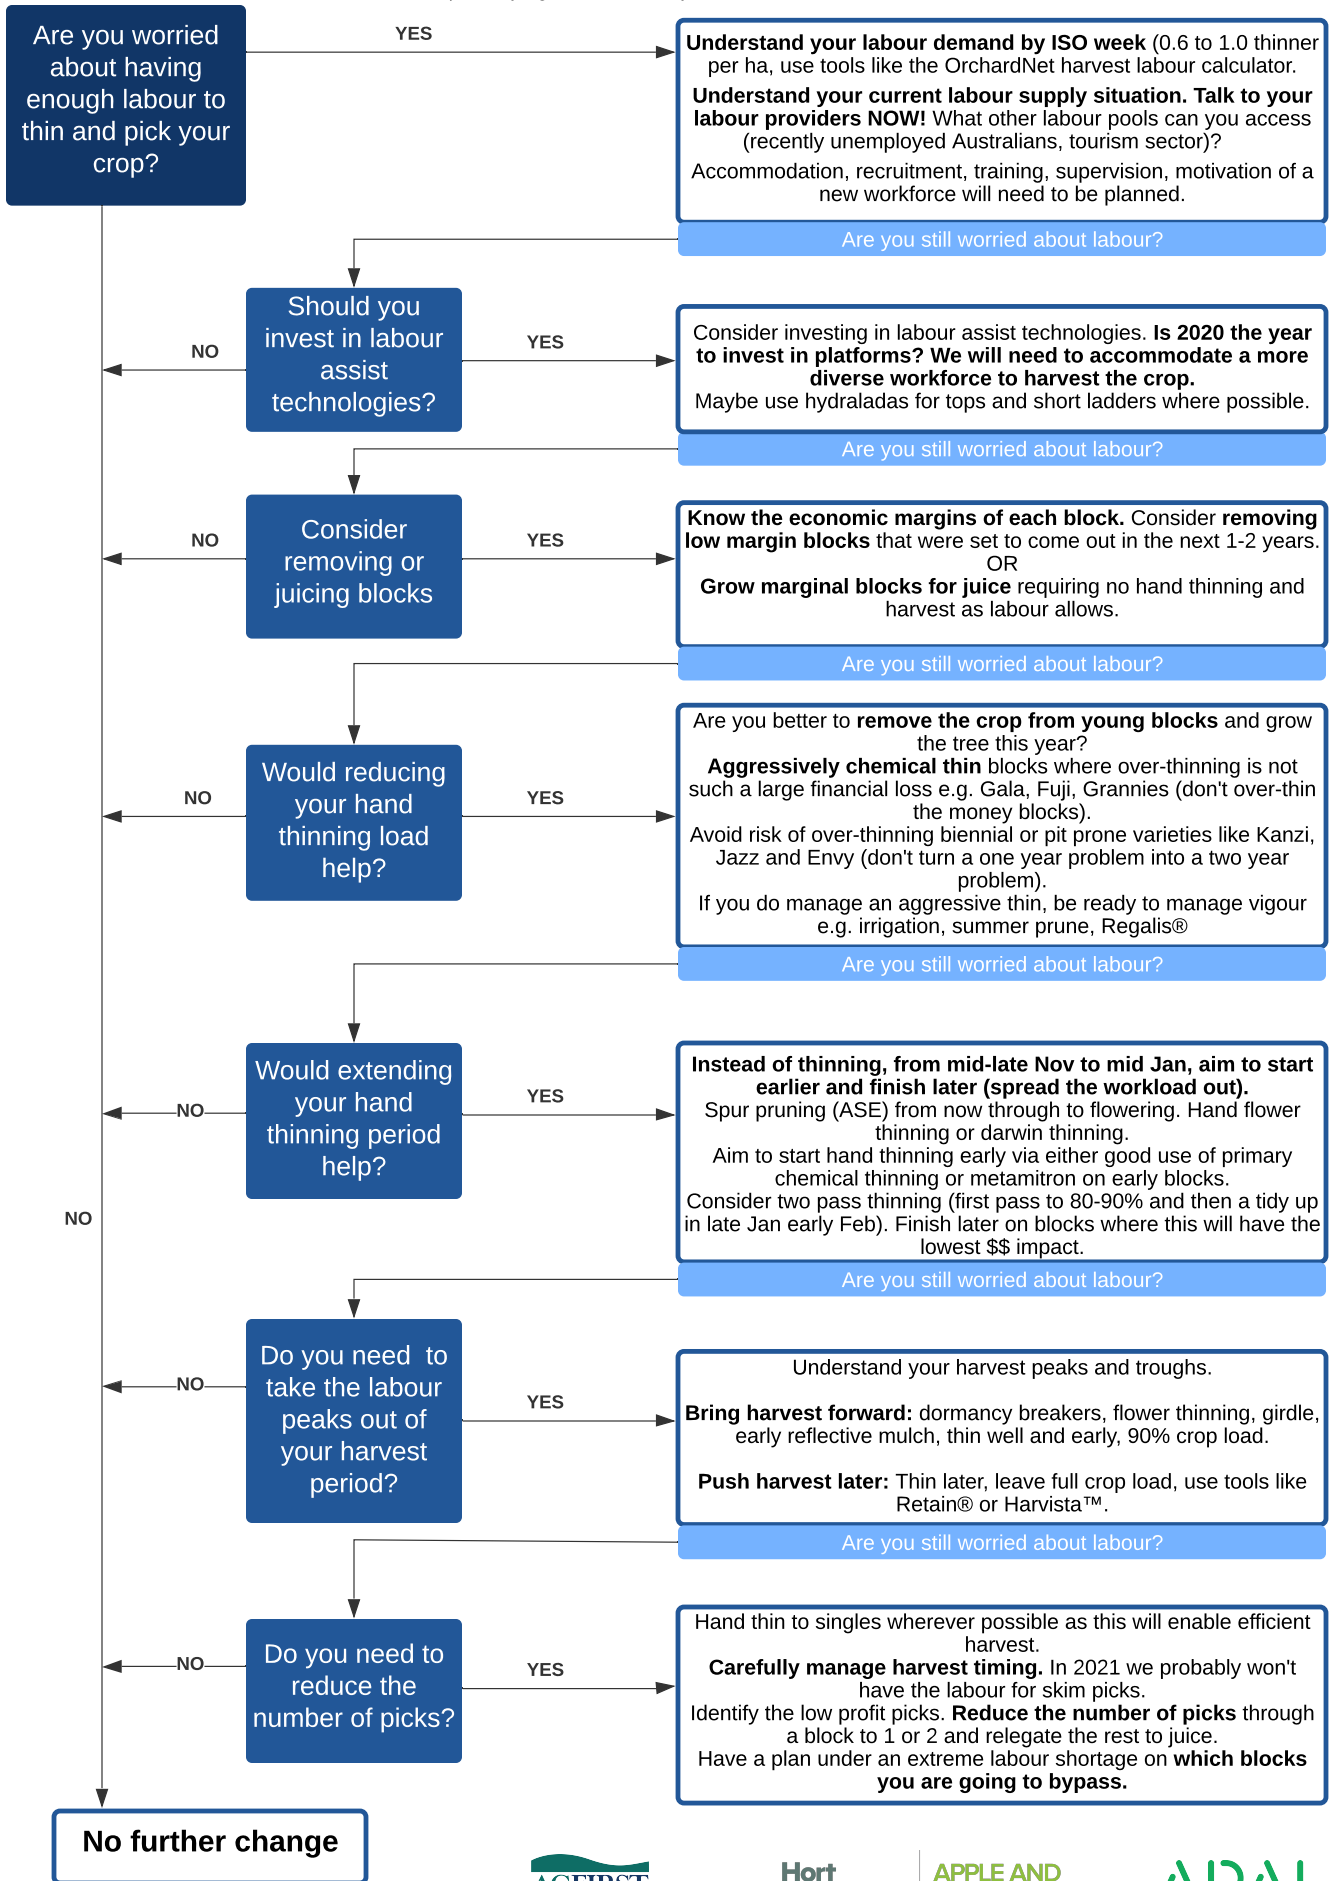 Are you worried
about having
enough labour to
thin and pick your
crop?
YES
Understand your labour demand by ISO week (0.6 to 1.0 thinner
per ha, use tools like the OrchardNet harvest labour calculator.
Understand your current labour supply situation. Talk to your
labour providers NOW! What other labour pools can you access
(recently unemployed Australians, tourism sector)?
Accommodation, recruitment, training, supervision, motivation of a
new workforce will need to be planned.
Are you still worried about labour?
Should you
invest in labour
assist
technologies?
NO
YES
Consider investing in labour assist technologies. Is 2020 the year
to invest in platforms? We will need to accommodate a more
diverse workforce to harvest the crop.
Maybe use hydraladas for tops and short ladders where possible.
Are you still worried about labour?
Consider
removing or
juicing blocks
NO
YES
Know the economic margins of each block. Consider removing
low margin blocks that were set to come out in the next 1-2 years.
OR
Grow marginal blocks for juice requiring no hand thinning and
harvest as labour allows.
Are you still worried about labour?
Would reducing
your hand
thinning load
help?
NO
YES
Are you better to remove the crop from young blocks and grow
the tree this year?
Aggressively chemical thin blocks where over-thinning is not
such a large financial loss e.g. Gala, Fuji, Grannies (don't over-thin
the money blocks).
Avoid risk of over-thinning biennial or pit prone varieties like Kanzi,
Jazz and Envy (don't turn a one year problem into a two year
problem).
If you do manage an aggressive thin, be ready to manage vigour
e.g. irrigation, summer prune, Regalis®
Are you still worried about labour?
Would extending
your hand
thinning period
help?
NO
YES
Instead of thinning, from mid-late Nov to mid Jan, aim to start
earlier and finish later (spread the workload out).
Spur pruning (ASE) from now through to flowering. Hand flower
thinning or darwin thinning.
Aim to start hand thinning early via either good use of primary
chemical thinning or metamitron on early blocks.
Consider two pass thinning (first pass to 80-90% and then a tidy up
in late Jan early Feb). Finish later on blocks where this will have the
lowest $$ impact.
Are you still worried about labour?
NO
Do you need  to
take the labour
peaks out of
your harvest
period?
NO
YES
Understand your harvest peaks and troughs.
Bring harvest forward: dormancy breakers, flower thinning, girdle,
early reflective mulch, thin well and early, 90% crop load.
Push harvest later: Thin later, leave full crop load, use tools like
Retain® or Harvista™.
Are you still worried about labour?
Do you need to
reduce the
number of picks?
NO
YES
Hand thin to singles wherever possible as this will enable efficient
harvest.
Carefully manage harvest timing. In 2021 we probably won't
have the labour for skim picks.
Identify the low profit picks. Reduce the number of picks through
a block to 1 or 2 and relegate the rest to juice.
Have a plan under an extreme labour shortage on which blocks
you are going to bypass.
No further change
AGFIRST
Hort
APPLE AND